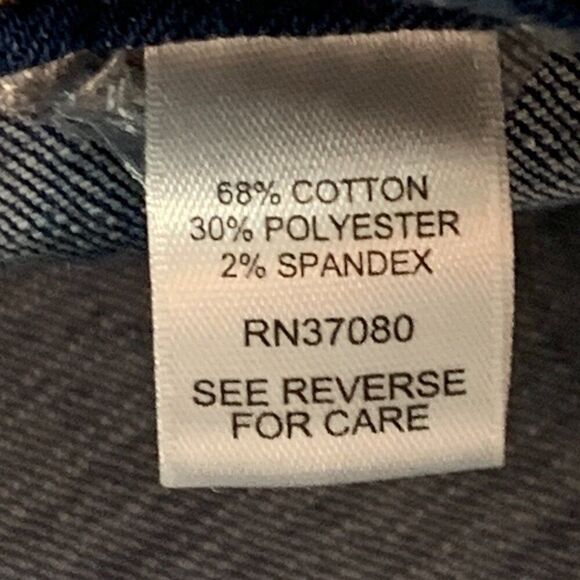 68% COTTON
30% POLYESTER
2% SPANDEX
RN37080
SEE REVERSE
FOR CARE